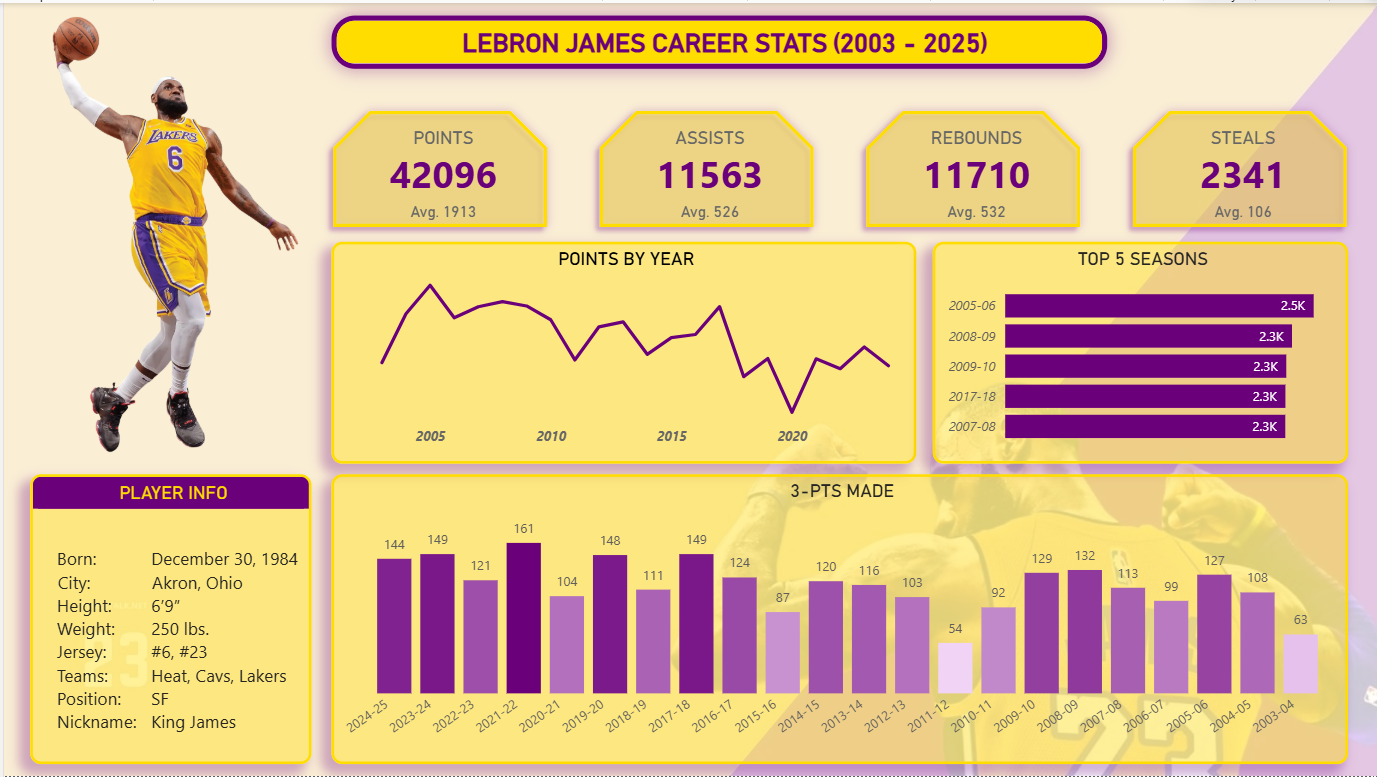 LEBRON JAMES CAREER STATS (2003 - 2025)
LAKERS
6
POINTS
42096
Avg. 1913
ASSISTS
11563
Avg. 526
REBOUNDS
11710
Avg. 532
STEALS
2341
Avg. 106
POINTS BY YEAR
2005 2010 2015 2020
TOP 5 SEASONS
2005-06 2.5K
2008-09 2.3K
2009-10 2.3K
2017-18 2.3K
2007-08 2.3K
PLAYER INFO
Born: December 30, 1984
City: Akron, Ohio
Height: 6’9”
Weight: 250 lbs.
Jersey: #6, #23
Teams: Heat, Cavs, Lakers
Position: SF
Nickname: King James
23
3-PTS MADE
144 149 121 161 104 148 111 149 124 87 120 116 103 54 92 129 132 113 99 127 108 63
2024-25 2023-24 2022-23 2021-22 2020-21 2019-20 2018-19 2017-18 2016-17 2015-16 2014-15 2013-14 2012-13 2011-12 2010-11 2009-10 2008-09 2007-08 2006-07 2005-06 2004-05 2003-04
23